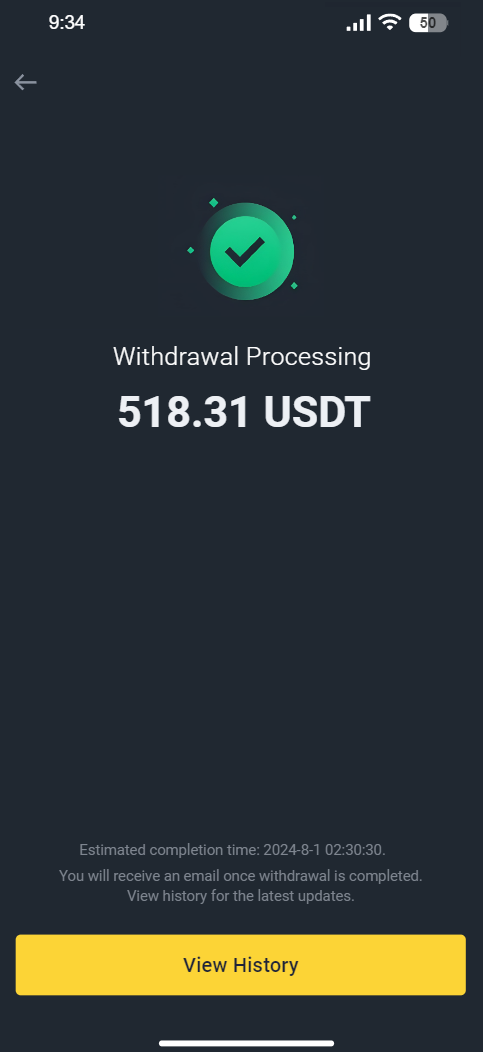 9:34
50
Withdrawal Processing
518.31 USDT
Estimated completion time: 2024-8-1 02:30:30.
You will receive an email once withdrawal is completed.
View history for the latest updates.
View History